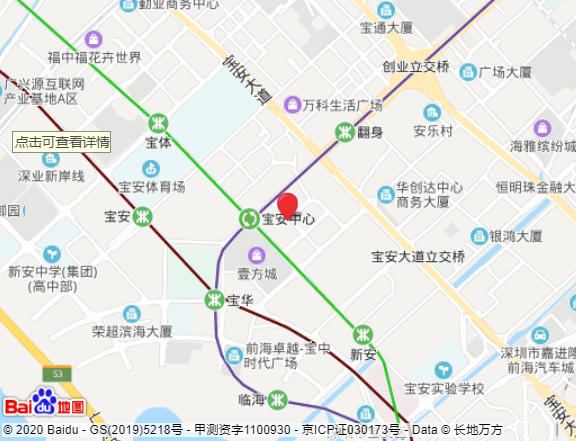 勤业商务中心
宝通大厦
福中福花卉世界
宝安大道
创业立交桥
广场大厦
广兴源互联网
产业基地A区
万科生活广场
安乐村
点击可查看详情
宝体
翻身
海雅缤纷城
深业新岸线
宝安体育场
华创达中心
商务大厦
恒明珠金融大
御园
宝安
宝安中心
银鸿大厦
新安中学(集团)
(高中部)
壹方城
宝安大道立交桥
宝华
荣超滨海大厦
新安
前海卓越-宝中
时代广场
深圳市嘉进隆
前海汽车城
S3
宝安实验学校
临海
Bai du 地图
© 2020 Baidu - GS(2019)5218号 - 甲测资字1100930 - 京ICP证030173号 - Data © 长地万方